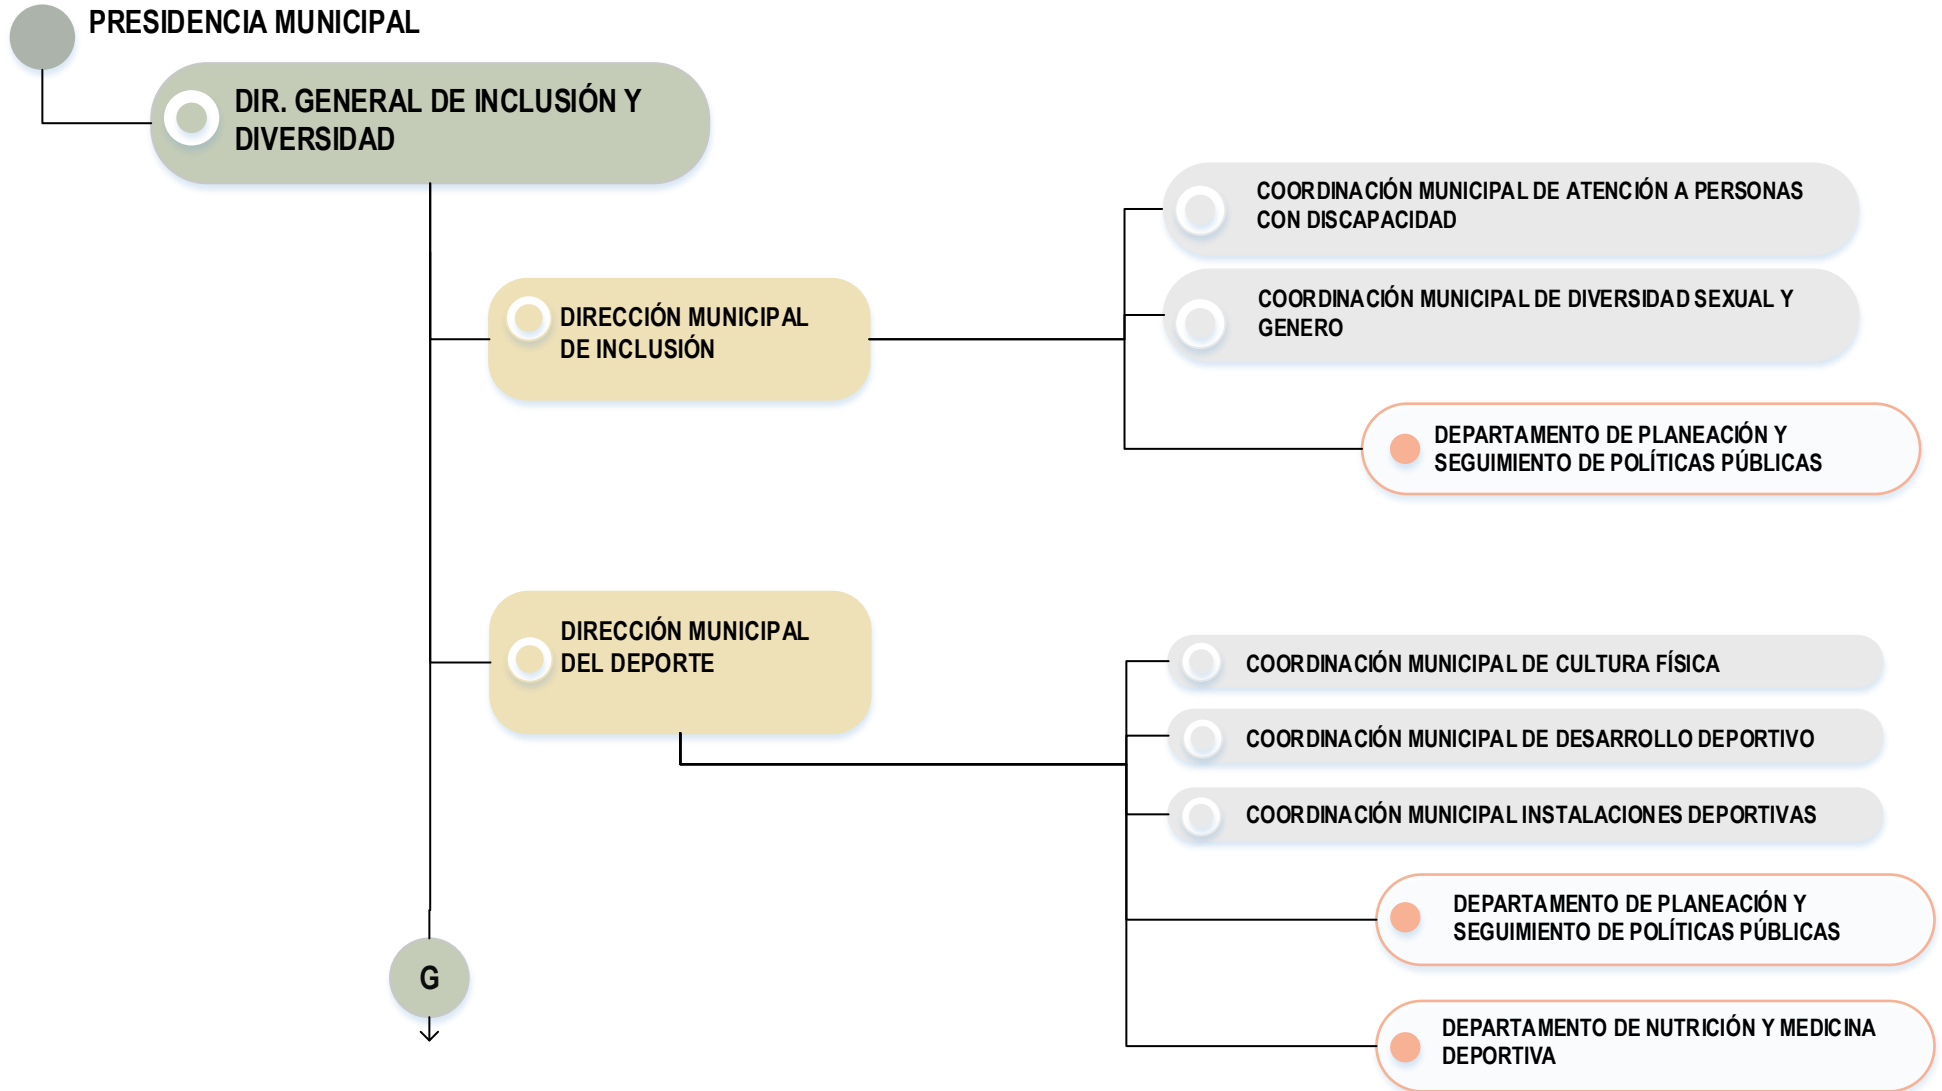 PRESIDENCIA MUNICIPAL
DIR. GENERAL DE INCLUSIÓN Y
DIVERSIDAD
COORDINACIÓN MUNICIPAL DE ATENCIÓN A PERSONAS
CON DISCAPACIDAD
COORDINACIÓN MUNICIPAL DE DIVERSIDAD SEXUAL Y
GENERO
DIRECCIÓN MUNICIPAL
DE INCLUSIÓN
DEPARTAMENTO DE PLANEACIÓN Y
SEGUIMIENTO DE POLÍTICAS PÚBLICAS
DIRECCIÓN MUNICIPAL
DEL DEPORTE
COORDINACIÓN MUNICIPAL DE CULTURA FÍSICA
COORDINACIÓN MUNICIPAL DE DESARROLLO DEPORTIVO
COORDINACIÓN MUNICIPAL INSTALACIONES DEPORTIVAS
DEPARTAMENTO DE PLANEACIÓN Y
SEGUIMIENTO DE POLÍTICAS PÚBLICAS
G
DEPARTAMENTO DE NUTRICIÓN Y MEDICINA
DEPORTIVA